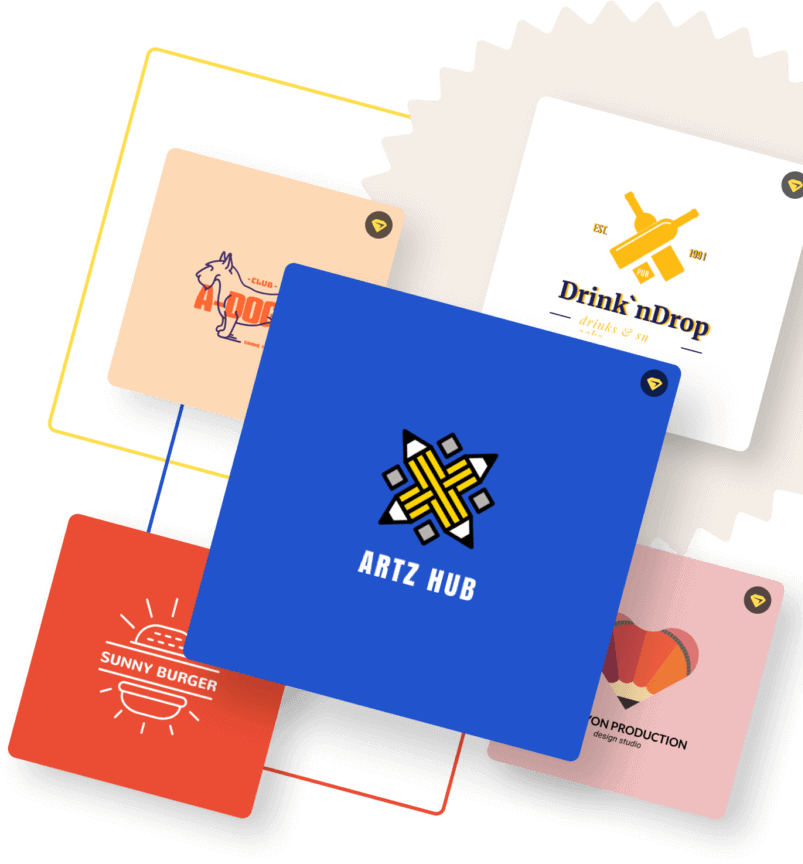 - CLUB -
A-DOG
EST.
1991
PUB
Drink`nDrop
drinks & sn
ARTZ HUB
SUNNY BURGER
YON PRODUCTION
design studio